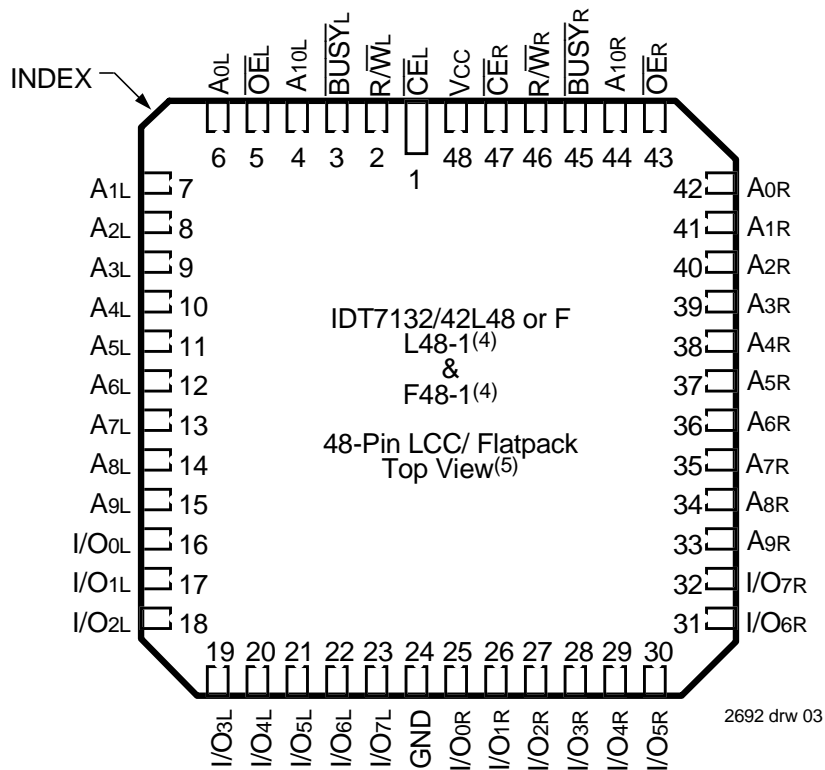 INDEX
A0L
OEL
A10L
BUSYL
R/WL
CEL
VCC
CER
R/WR
BUSYR
A10R
OER
6 5 4 3 2 1 48 47 46 45 44 43
A1L 7 42 A0R
A2L 8 41 A1R
A3L 9 40 A2R
A4L 10 39 A3R
A5L 11 38 A4R
A6L 12 37 A5R
A7L 13 36 A6R
A8L 14 35 A7R
A9L 15 34 A8R
I/O0L 16 33 A9R
I/O1L 17 32 I/O7R
I/O2L 18 31 I/O6R
IDT7132/42L48 or F
L48-1(4)
&
F48-1(4)
48-Pin LCC/ Flatpack
Top View(5)
19 20 21 22 23 24 25 26 27 28 29 30
I/O3L
I/O4L
I/O5L
I/O6L
I/O7L
GND
I/O0R
I/O1R
I/O2R
I/O3R
I/O4R
I/O5R
2692 drw 03